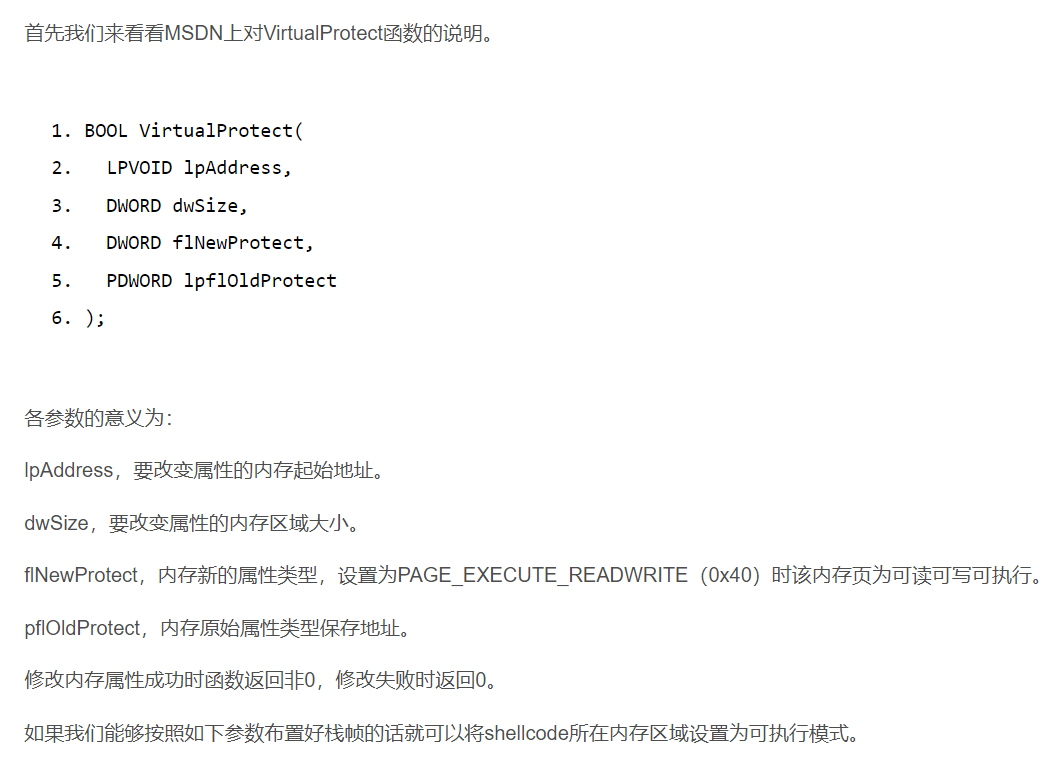 首先我们来看看MSDN上对VirtualProtect函数的说明。
1. BOOL VirtualProtect(
2. LPVOID lpAddress,
3. DWORD dwSize,
4. DWORD flNewProtect,
5. PDWORD lpflOldProtect
6. );
各参数的意义为：
lpAddress，要改变属性的内存起始地址。
dwSize，要改变属性的内存区域大小。
flNewProtect，内存新的属性类型，设置为PAGE_EXECUTE_READWRITE（0x40）时该内存页为可读可写可执行。
pflOldProtect，内存原始属性类型保存地址。
修改内存属性成功时函数返回非0，修改失败时返回0。
如果我们能够按照如下参数布置好栈帧的话就可以将shellcode所在内存区域设置为可执行模式。